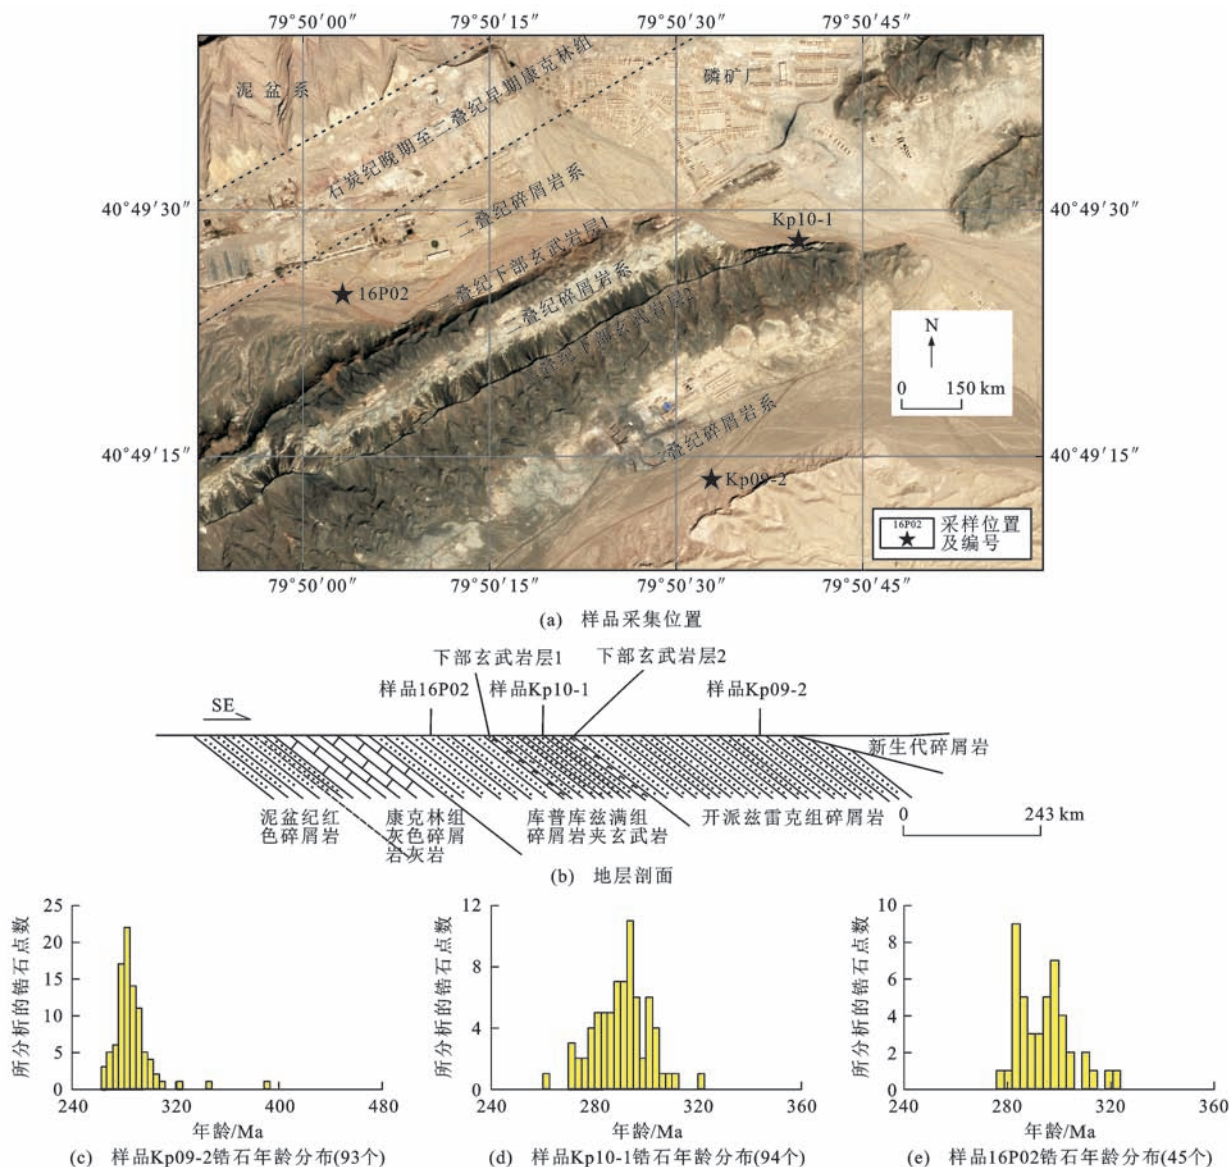 79°50′00″ 79°50′15″ 79°50′30″ 79°50′45″
泥盆系
石炭纪晚期至二叠纪早期康克林组
磷矿厂
40°49′30″
40°49′30″
二叠纪碎屑岩系
Kp10-1
二叠纪下部玄武岩层1
16P02
二叠纪碎屑岩系
二叠纪下部玄武岩层2
N
0 150 km
40°49′15″
40°49′15″
二叠纪碎屑岩系
Kp09-2
16P02
采样位置
及编号
79°50′00″ 79°50′15″ 79°50′30″ 79°50′45″
(a) 样品采集位置
下部玄武岩层1 下部玄武岩层2
样品16P02 样品Kp10-1 样品Kp09-2
SE
新生代碎屑岩
泥盆纪红
色碎屑岩
康克林组
灰色碎屑
岩灰岩
库普库兹满组
碎屑岩夹玄武岩
开派兹雷克组碎屑岩
0 243 km
(b) 地层剖面
所分析的锆石点数
25
20
15
10
5
0
240 320 400 480
年龄/Ma
(c) 样品Kp09-2锆石年龄分布(93个)
所分析的锆石点数
12
8
4
0
240 280 320 360
年龄/Ma
(d) 样品Kp10-1锆石年龄分布(94个)
所分析的锆石点数
10
8
6
4
2
0
240 280 320 360
年龄/Ma
(e) 样品16P02锆石年龄分布(45个)